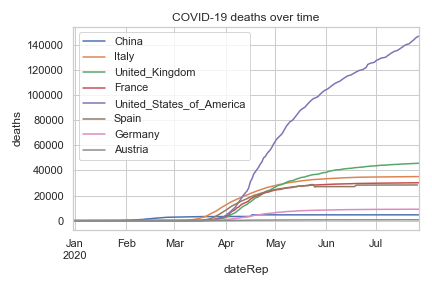 COVID-19 deaths over time
China
Italy
United_Kingdom
France
United_States_of_America
Spain
Germany
Austria
140000
120000
100000
80000
60000
40000
20000
0
deaths
Jan Feb Mar Apr May Jun Jul
2020
dateRep